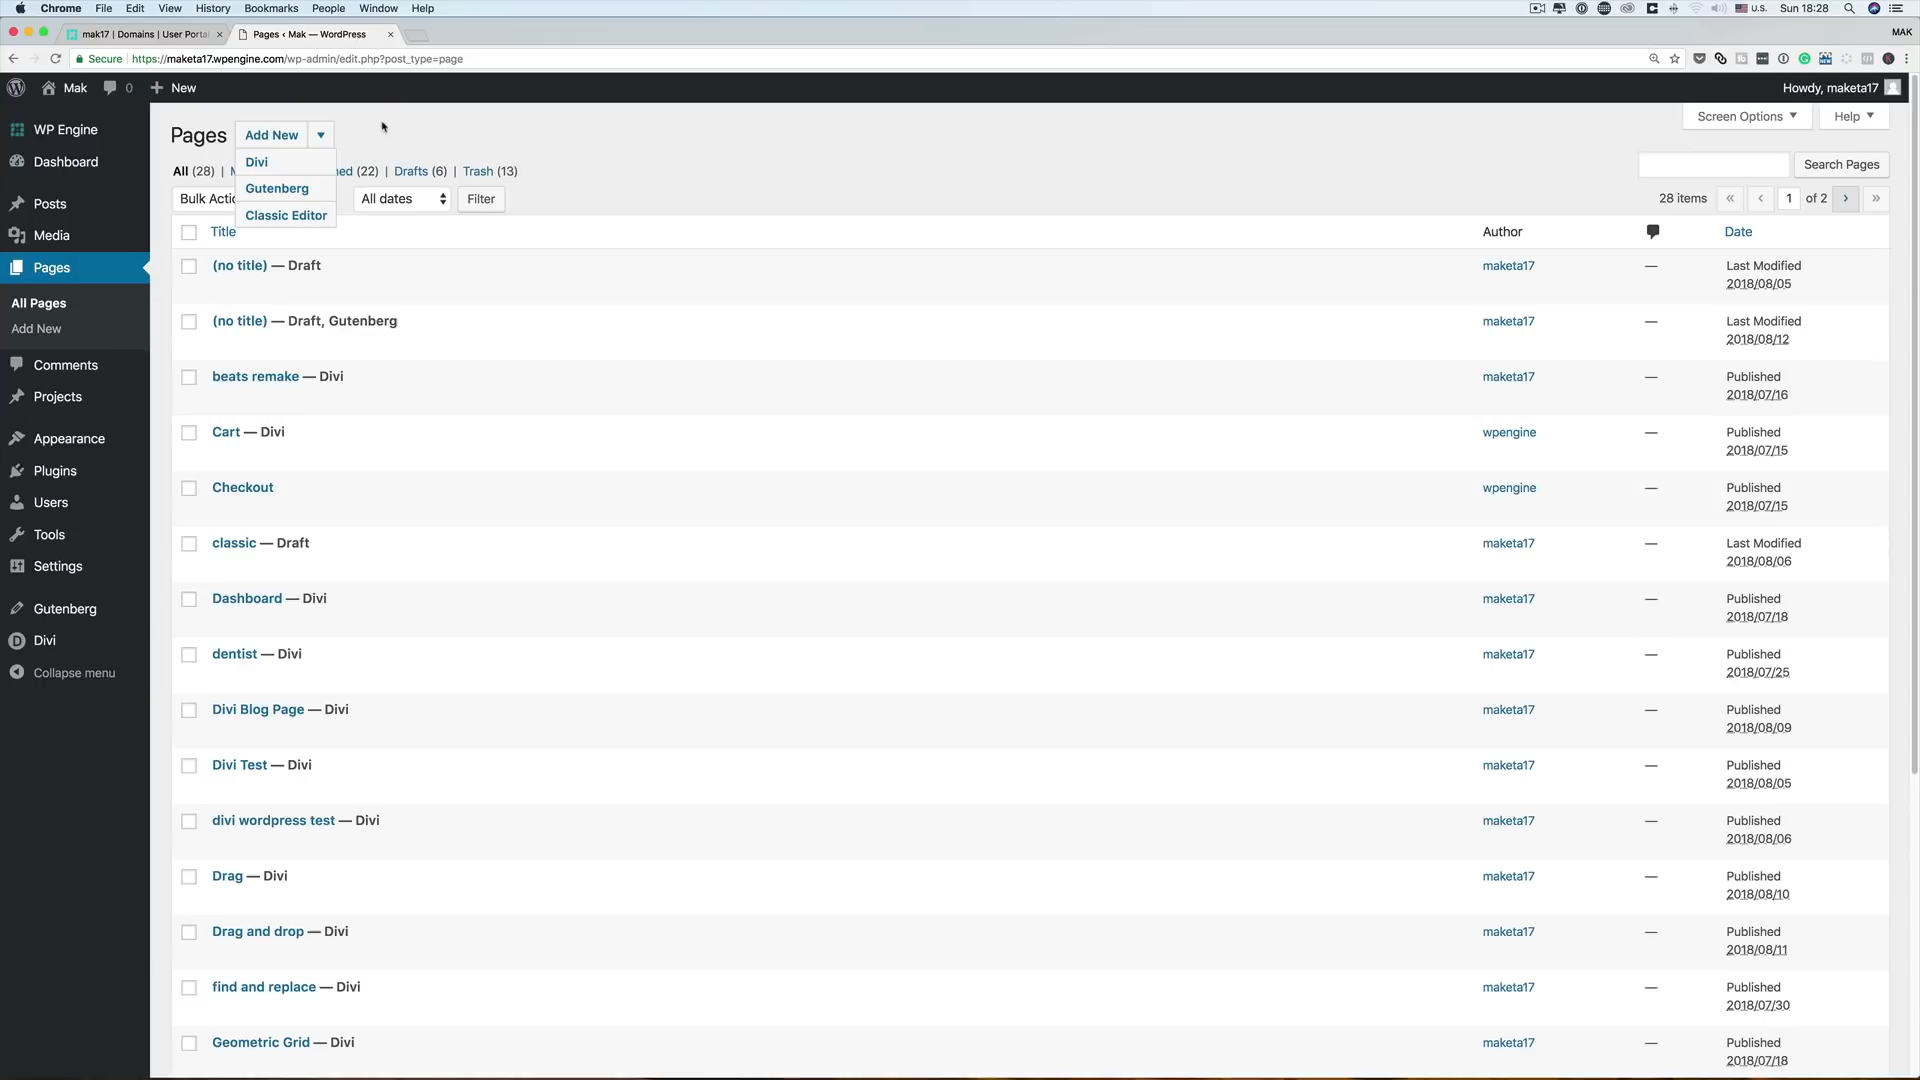 Chrome File Edit View History Bookmarks People Window Help U.S. Sun 18:28
mak17 | Domains | User Porta Pages ‹ Mak — WordPress MAK
Secure https://maketa17.wpengine.com/wp-admin/edit.php?post_type=page
Mak 0 New Howdy, maketa17
WP Engine
Dashboard
Posts
Media
Pages
All Pages
Add New
Comments
Projects
Appearance
Plugins
Users
Tools
Settings
Gutenberg
Divi
Collapse menu
Screen Options Help
Pages Add New
Divi
Gutenberg
Classic Editor
All (28) | ed (22) | Drafts (6) | Trash (13)
Search Pages
Bulk Actio All dates Filter 28 items « ‹ 1 of 2 › »
Title Author Date
(no title) — Draft maketa17 — Last Modified
2018/08/05
(no title) — Draft, Gutenberg maketa17 — Last Modified
2018/08/12
beats remake — Divi maketa17 — Published
2018/07/16
Cart — Divi wpengine — Published
2018/07/15
Checkout wpengine — Published
2018/07/15
classic — Draft maketa17 — Last Modified
2018/08/06
Dashboard — Divi maketa17 — Published
2018/07/18
dentist — Divi maketa17 — Published
2018/07/25
Divi Blog Page — Divi maketa17 — Published
2018/08/09
Divi Test — Divi maketa17 — Published
2018/08/05
divi wordpress test — Divi maketa17 — Published
2018/08/06
Drag — Divi maketa17 — Published
2018/08/10
Drag and drop — Divi maketa17 — Published
2018/08/11
find and replace — Divi maketa17 — Published
2018/07/30
Geometric Grid — Divi maketa17 — Published
2018/07/18